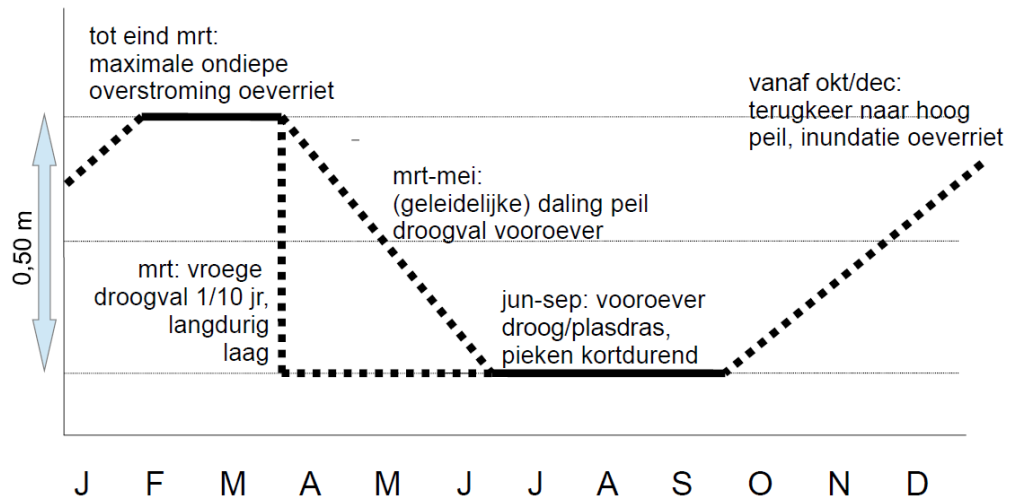 tot eind mrt:
maximale ondiepe
overstroming oeverriet
vanaf okt/dec:
terugkeer naar hoog
peil, inundatie oeverriet
mrt-mei:
(geleidelijke) daling peil
droogval vooroever
0,50 m
mrt: vroege
droogval 1/10 jr,
langdurig
laag
jun-sep: vooroever
droog/plasdras,
pieken kortdurend
J F M A M J J A S O N D